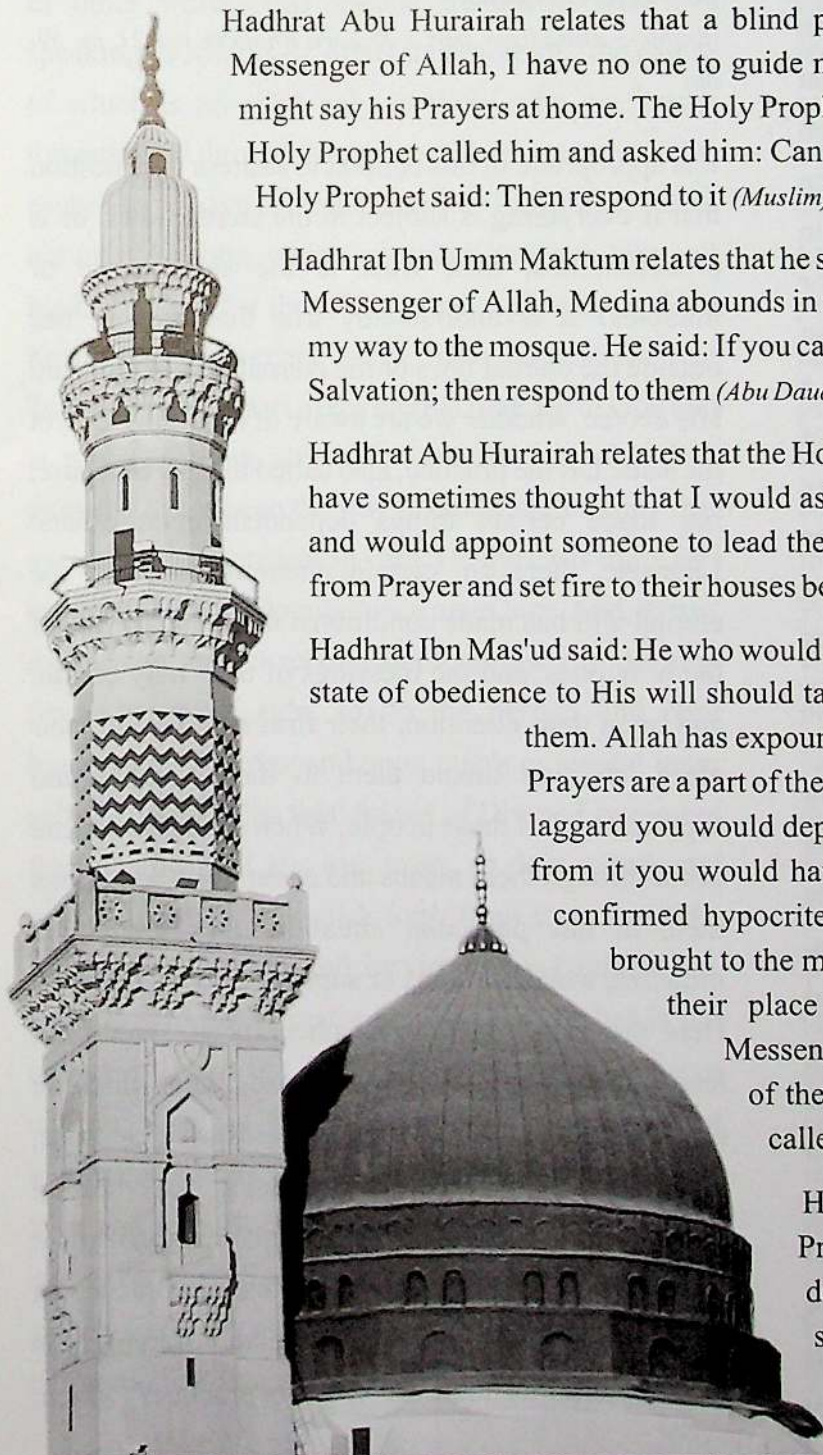 Hadhrat Abu Hurairah relates that a blind p
Messenger of Allah, I have no one to guide
might say his Prayers at home. The Holy Prop
Holy Prophet called him and asked him: Can
Holy Prophet said: Then respond to it (Muslim)
Hadhrat Ibn Umm Maktum relates that he s
Messenger of Allah, Medina abounds in
my way to the mosque. He said: If you ca
Salvation; then respond to them (Abu Daud
Hadhrat Abu Hurairah relates that the Ho
have sometimes thought that I would as
and would appoint someone to lead the
from Prayer and set fire to their houses be
Hadhrat Ibn Mas'ud said: He who would
state of obedience to His will should ta
them. Allah has expoun
Prayers are a part of the
laggard you would dep
from it you would ha
confirmed hypocrite
brought to the m
their place
Messen
of the
calle
H
Pr
d
s